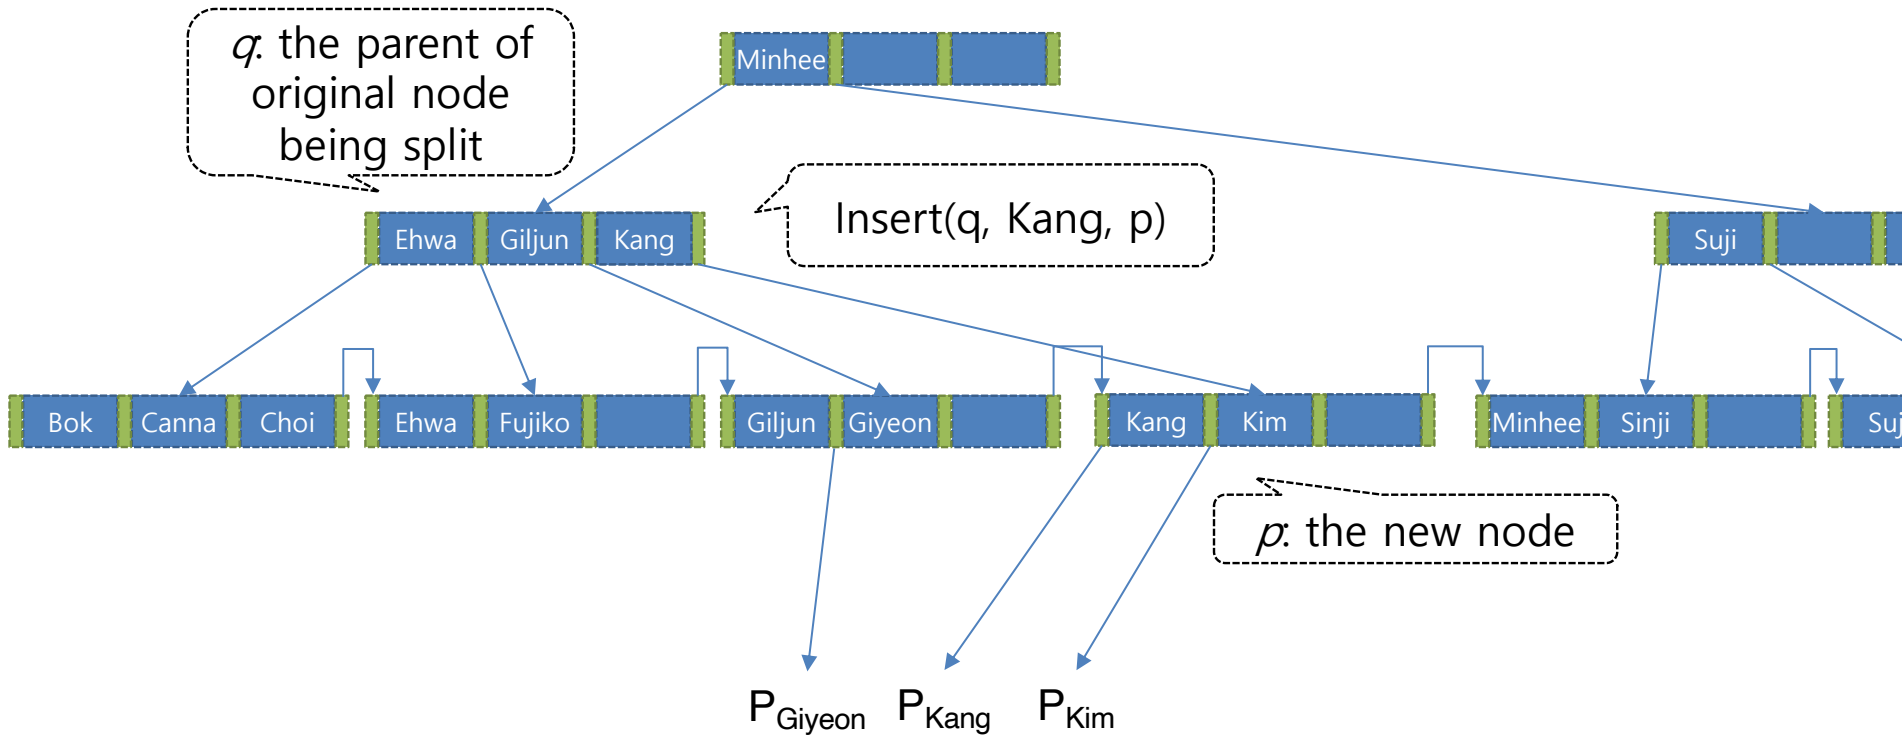 q: the parent of
original node
being split
Minhee
Insert(q, Kang, p)
Ehwa Giljun Kang
Suji
Bok Canna Choi
Ehwa Fujiko
Giljun Giyeon
Kang Kim
Minhee Sinji
Suj
p: the new node
PGiyeon PKang PKim